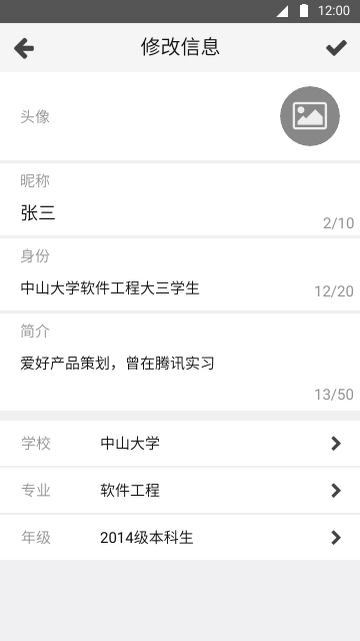 12:00
修改信息
头像
昵称
张三
2/10
身份
中山大学软件工程大三学生
12/20
简介
爱好产品策划，曾在腾讯实习
13/50
学校 中山大学
专业 软件工程
年级 2014级本科生